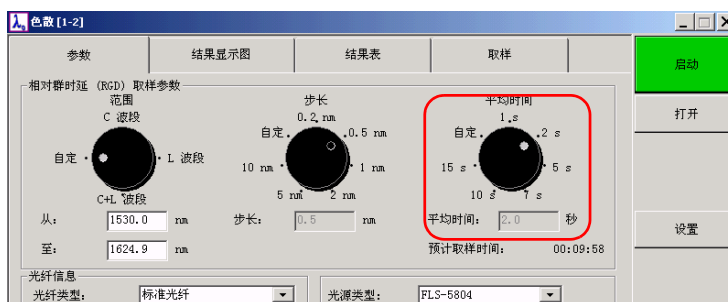 λ 色散 [1-2]
参数 结果显示图 结果表 取样 启动
相对群时延 (RGD) 取样参数
范围 步长 平均时间
C 波段 0.2 nm 1 s
自定 0.5 nm 自定 2 s 打开
自定 L 波段 10 nm 1 nm 15 s 5 s
C+L 波段 5 nm 2 nm 10 s 7 s
从: 1530.0 nm 步长: 0.5 nm 平均时间: 2.0 秒 设置
至: 1624.9 nm 预计取样时间: 00:09:58
光纤信息
光纤类型: 标准光纤 光源类型: FLS-5804